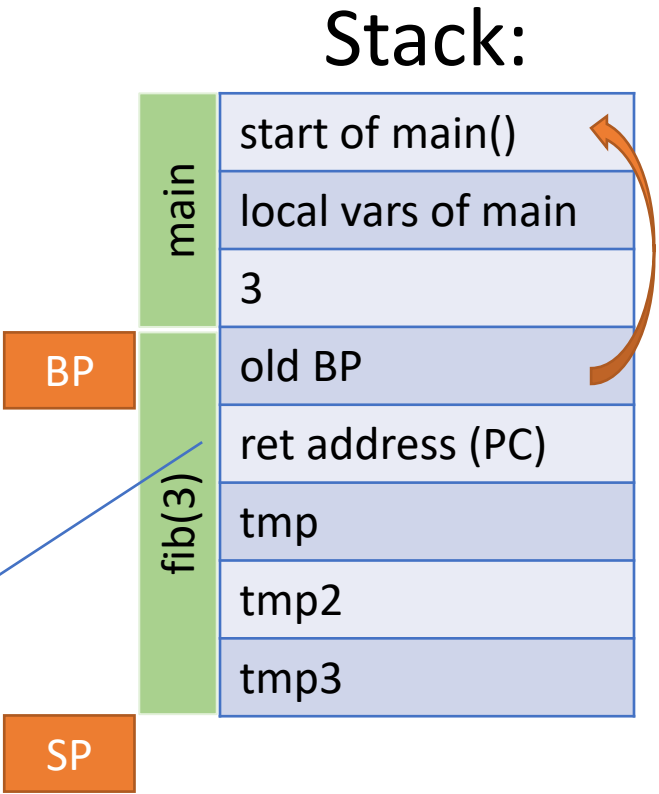 Stack:
main
start of main()
local vars of main
3
BP
old BP
fib(3)
ret address (PC)
tmp
tmp2
tmp3
SP